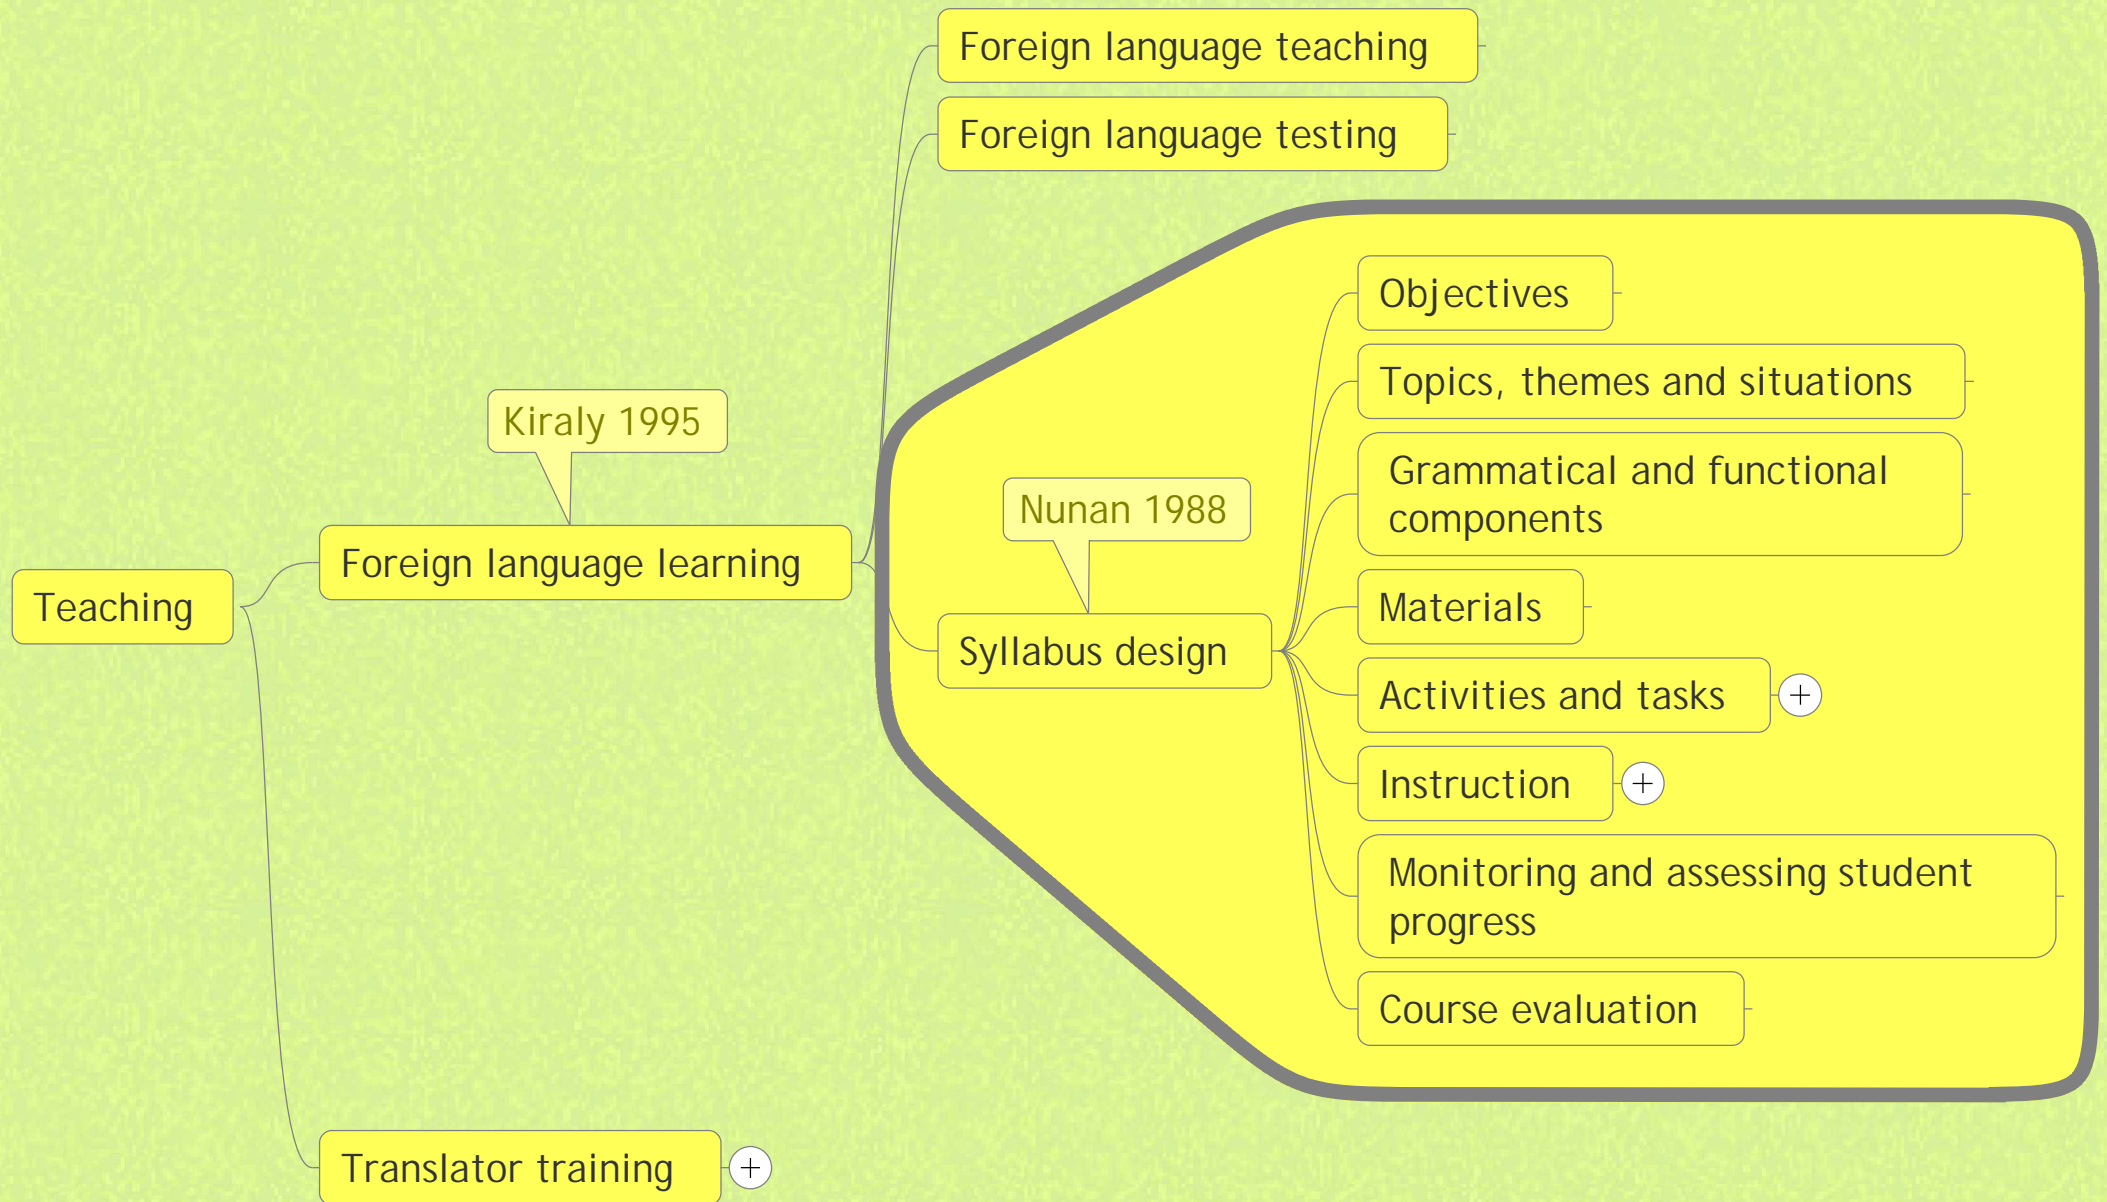 Foreign language teaching
Foreign language testing
Objectives
Topics, themes and situations
Kiraly 1995
Grammatical and functional
components
Nunan 1988
Foreign language learning
Teaching
Materials
Syllabus design
Activities and tasks
Instruction
Monitoring and assessing student
progress
Course evaluation
Translator training